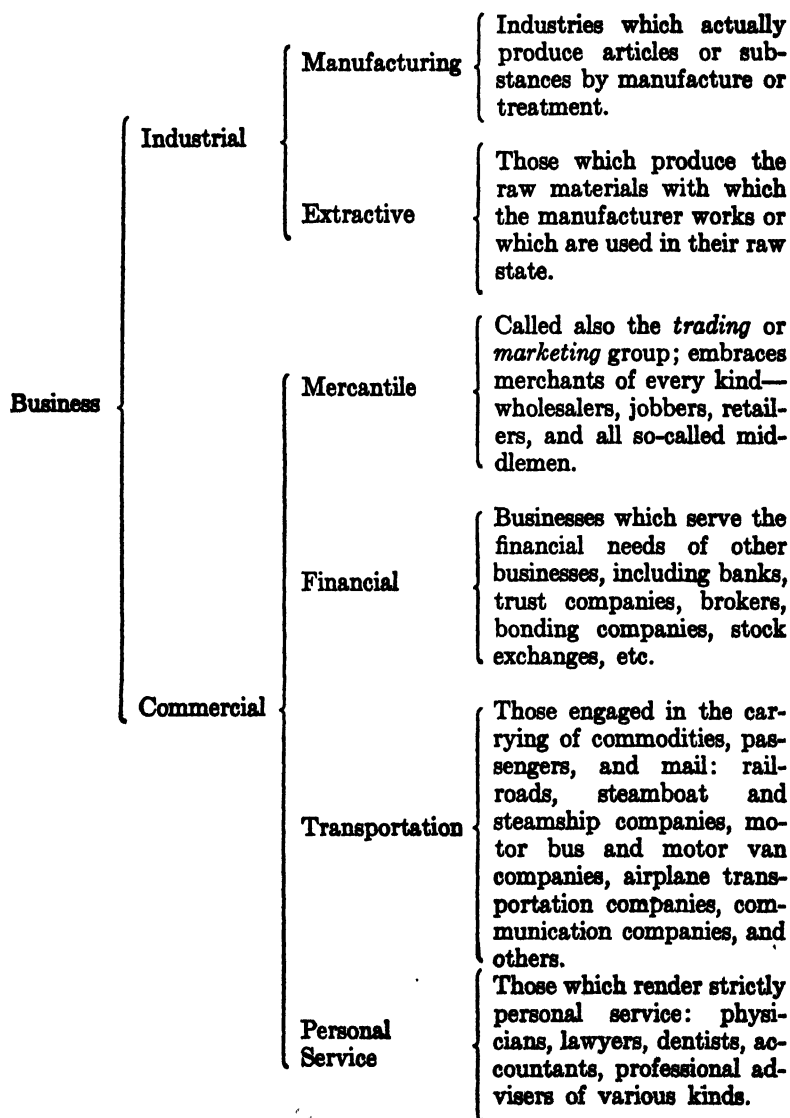 Business
Industrial
Manufacturing
Industries which actually
produce articles or sub-
stances by manufacture or
treatment.
Extractive
Those which produce the
raw materials with which
the manufacturer works or
which are used in their raw
state.
Commercial
Mercantile
Called also the trading or
marketing group; embraces
merchants of every kind—
wholesalers, jobbers, retail-
ers, and all so-called mid-
dlemen.
Financial
Businesses which serve the
financial needs of other
businesses, including banks,
trust companies, brokers,
bonding companies, stock
exchanges, etc.
Transportation
Those engaged in the car-
rying of commodities, pas-
sengers, and mail: rail-
roads, steamboat and
steamship companies, mo-
tor bus and motor van
companies, airplane trans-
portation companies, com-
munication companies, and
others.
Personal
Service
Those which render strictly
personal service: physi-
cians, lawyers, dentists, ac-
countants, professional ad-
visers of various kinds.